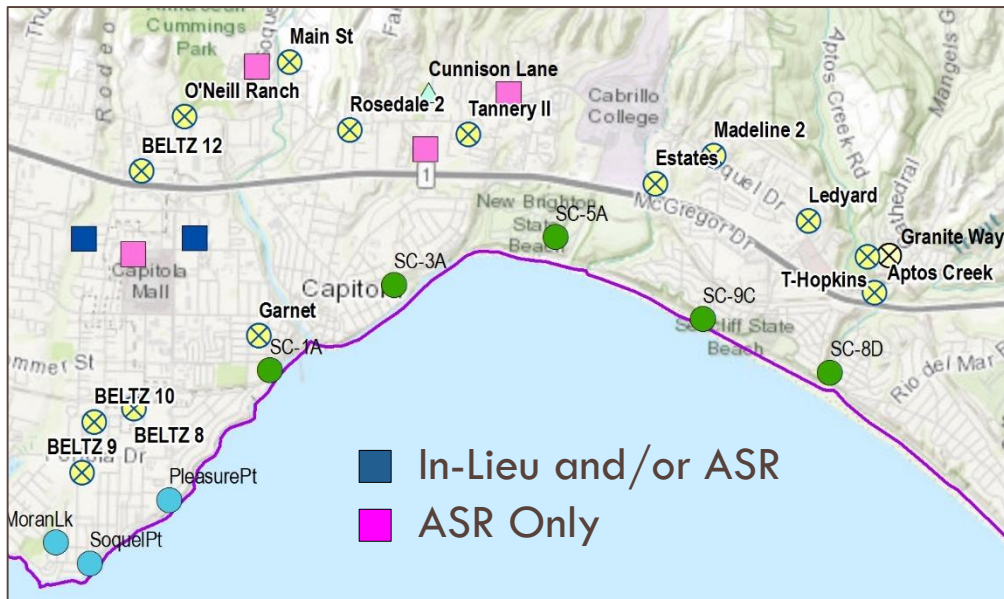 Cummings
Park
Rodeo
Main St
O'Neill Ranch
BELTZ 12
Rosedale 2
Cunnison Lane
Tannery II
Cabrillo
College
Madeline 2
Estates
Aptos Creek Rd
Ledyard
Granite Way
Aptos Creek
T-Hopkins
McGregor Dr
1
New Brighton
State
Beach
SC-5A
SC-3A
Capitola
Capitola
Mall
Garnet
SC-1A
SC-9C
State
Beach
SC-8D
Rio del Mar
BELTZ 10
BELTZ 8
BELTZ 9
Dr
PleasurePt
MoranLk
SoquelPt
In-Lieu and/or ASR
ASR Only